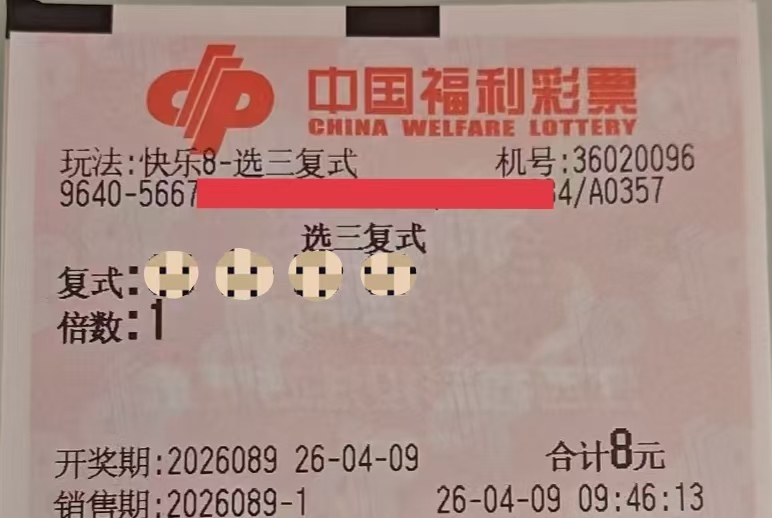 中国福利彩票
CHINA WELFARE LOTTERY
玩法:快乐8-选三复式 机号:36020096
9640-5667 4/A0357
选三复式
复式:
倍数:1
开奖期:2026089 26-04-09 合计8元
销售期:2026089-1 26-04-09 09:46:13